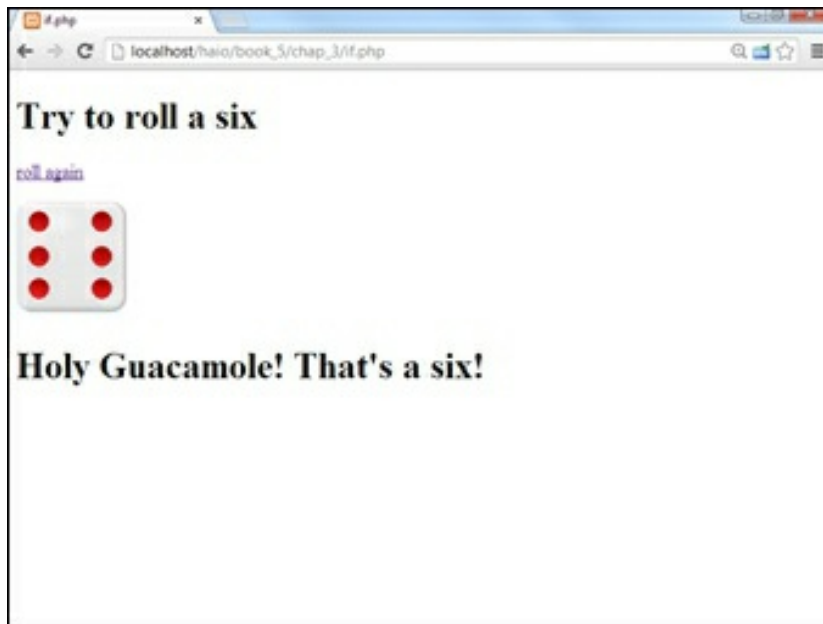 if.php
localhost/haio/book_5/chap_3/if.php
Try to roll a six
roll again
Holy Guacamole! That's a six!